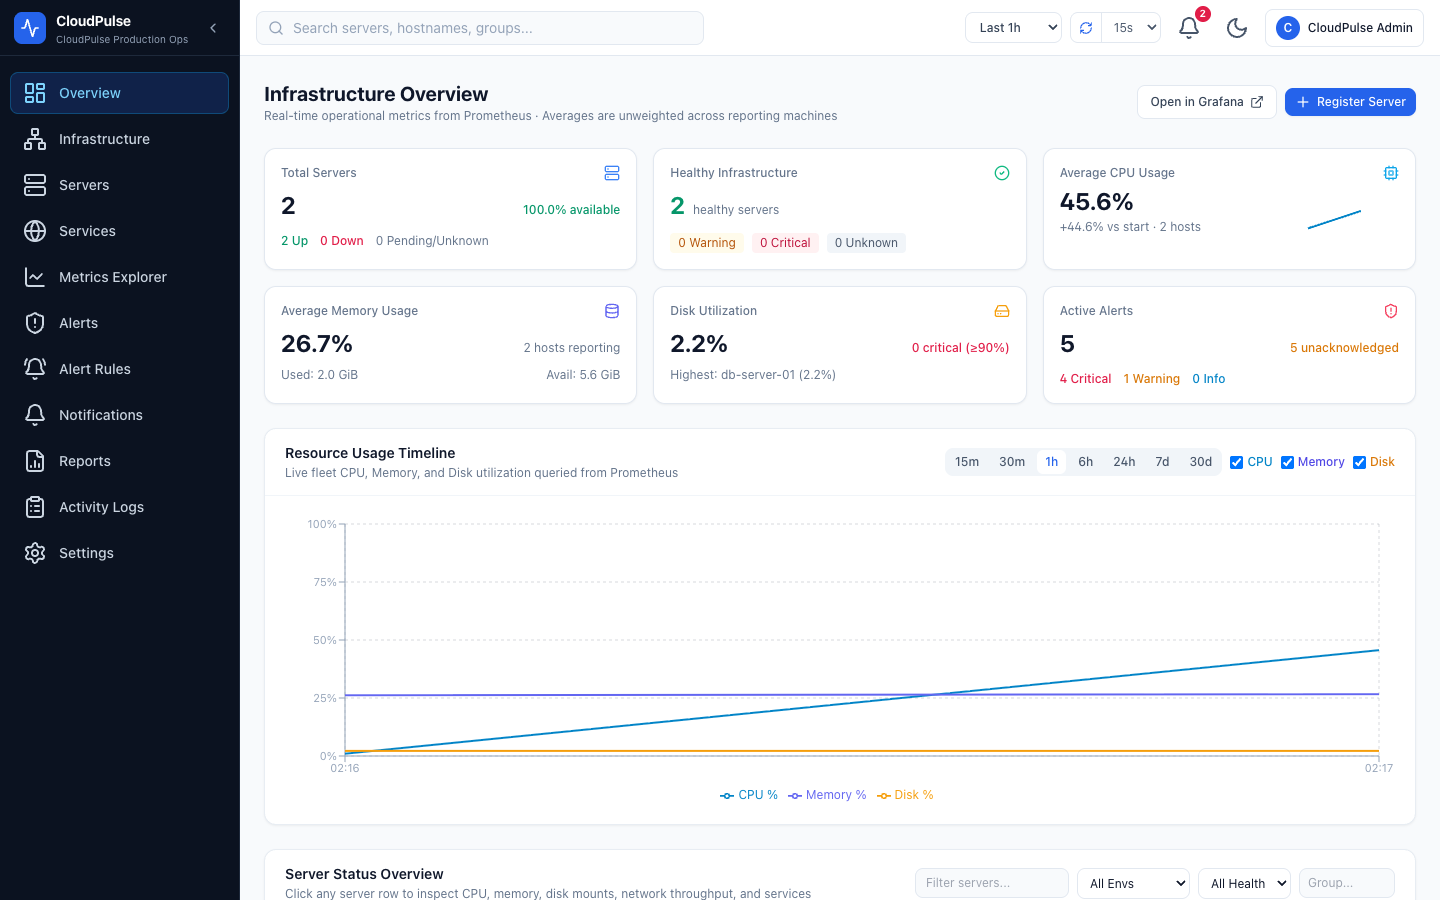 CloudPulse
CloudPulse Production Ops
Overview
Infrastructure
Servers
Services
Metrics Explorer
Alerts
Alert Rules
Notifications
Reports
Activity Logs
Settings
Search servers, hostnames, groups...
Last 1h
15s
2
C
CloudPulse Admin
Infrastructure Overview
Real-time operational metrics from Prometheus · Averages are unweighted across reporting machines
Open in Grafana
Register Server
Total Servers
2
100.0% available
2 Up 0 Down 0 Pending/Unknown
Healthy Infrastructure
2 healthy servers
0 Warning 0 Critical 0 Unknown
Average CPU Usage
45.6%
+44.6% vs start · 2 hosts
Average Memory Usage
26.7%
2 hosts reporting
Used: 2.0 GiB
Avail: 5.6 GiB
Disk Utilization
2.2%
0 critical (≥90%)
Highest: db-server-01 (2.2%)
Active Alerts
5
5 unacknowledged
4 Critical 1 Warning 0 Info
Resource Usage Timeline
Live fleet CPU, Memory, and Disk utilization queried from Prometheus
15m 30m 1h 6h 24h 7d 30d
CPU Memory Disk
100%
75%
50%
25%
0%
02:16
02:17
CPU % Memory % Disk %
Server Status Overview
Click any server row to inspect CPU, memory, disk mounts, network throughput, and services
Filter servers...
All Envs
All Health
Group...